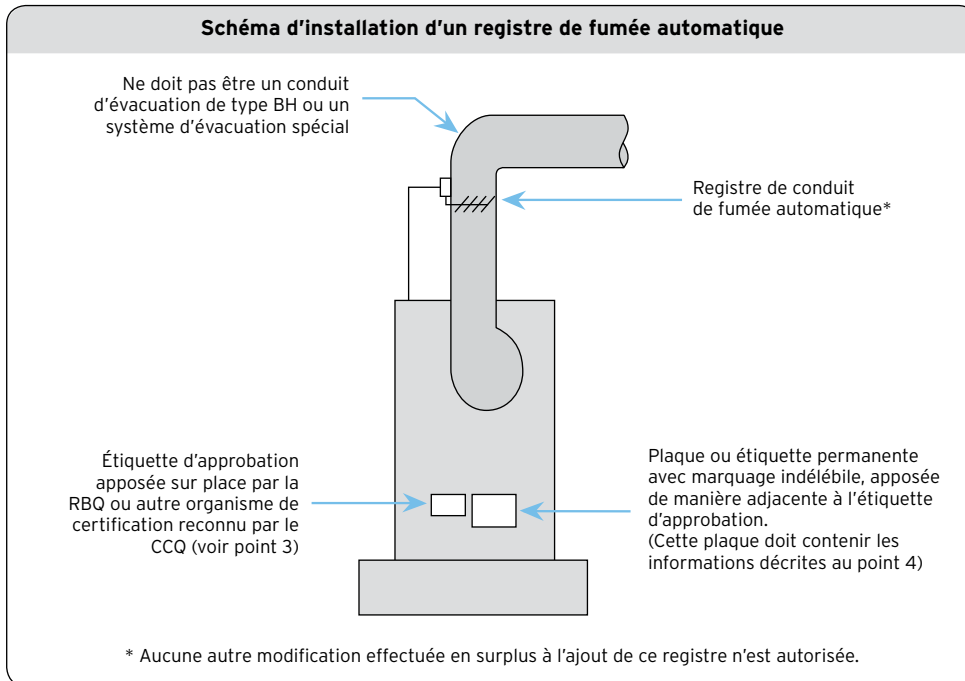 Schéma d'installation d'un registre de fumée automatique
Ne doit pas être un conduit
d'évacuation de type BH ou un
système d'évacuation spécial
Registre de conduit
de fumée automatique*
Étiquette d'approbation
apposée sur place par la
RBQ ou autre organisme de
certification reconnu par le
CCQ (voir point 3)
Plaque ou étiquette permanente
avec marquage indélébile, apposée
de manière adjacente à l'étiquette
d'approbation.
(Cette plaque doit contenir les
informations décrites au point 4)
* Aucune autre modification effectuée en surplus à l'ajout de ce registre n'est autorisée.